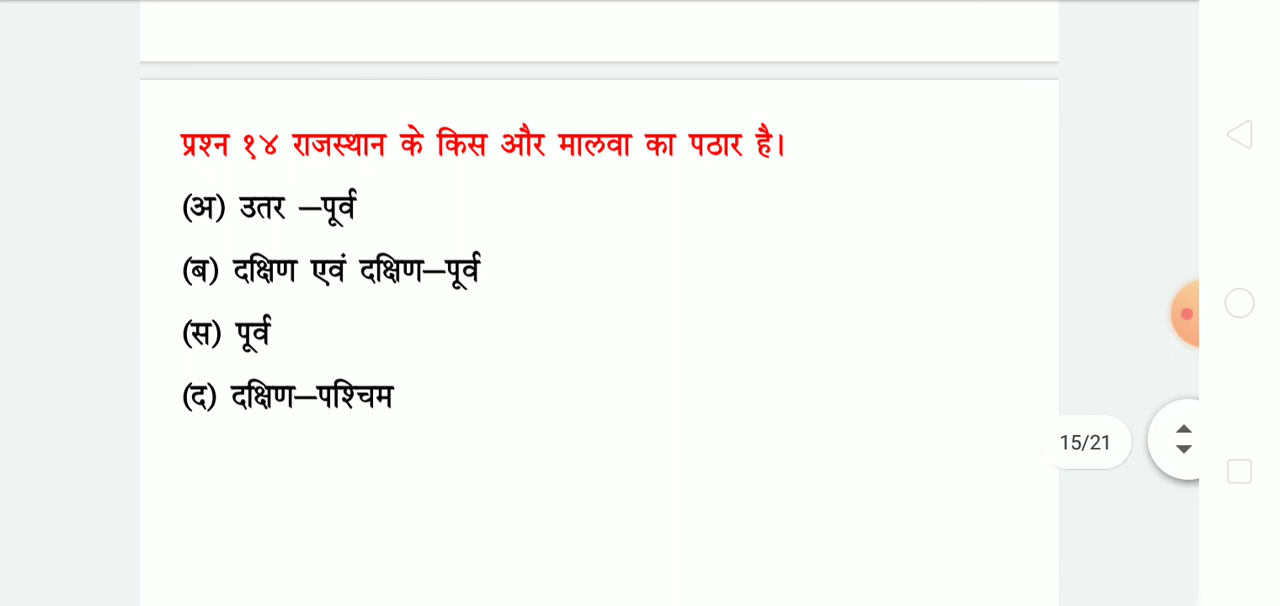 प्रश्न १४ राजस्थान के किस और मालवा का पठार है।
(अ) उतर –पूर्व
(ब) दक्षिण एवं दक्षिण–पूर्व
(स) पूर्व
(द) दक्षिण–पश्चिम
15/21